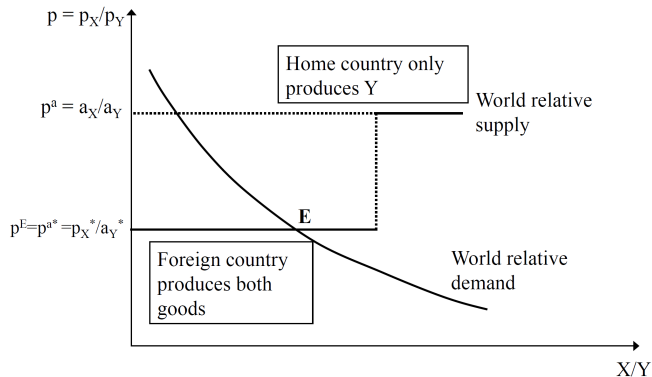 p = pX/pY
Home country only
produces Y
pᵃ = aX/aY
World relative
supply
E
pᴱ=pᵃ*=pX*/aY*
Foreign country
produces both
goods
World relative
demand
X/Y